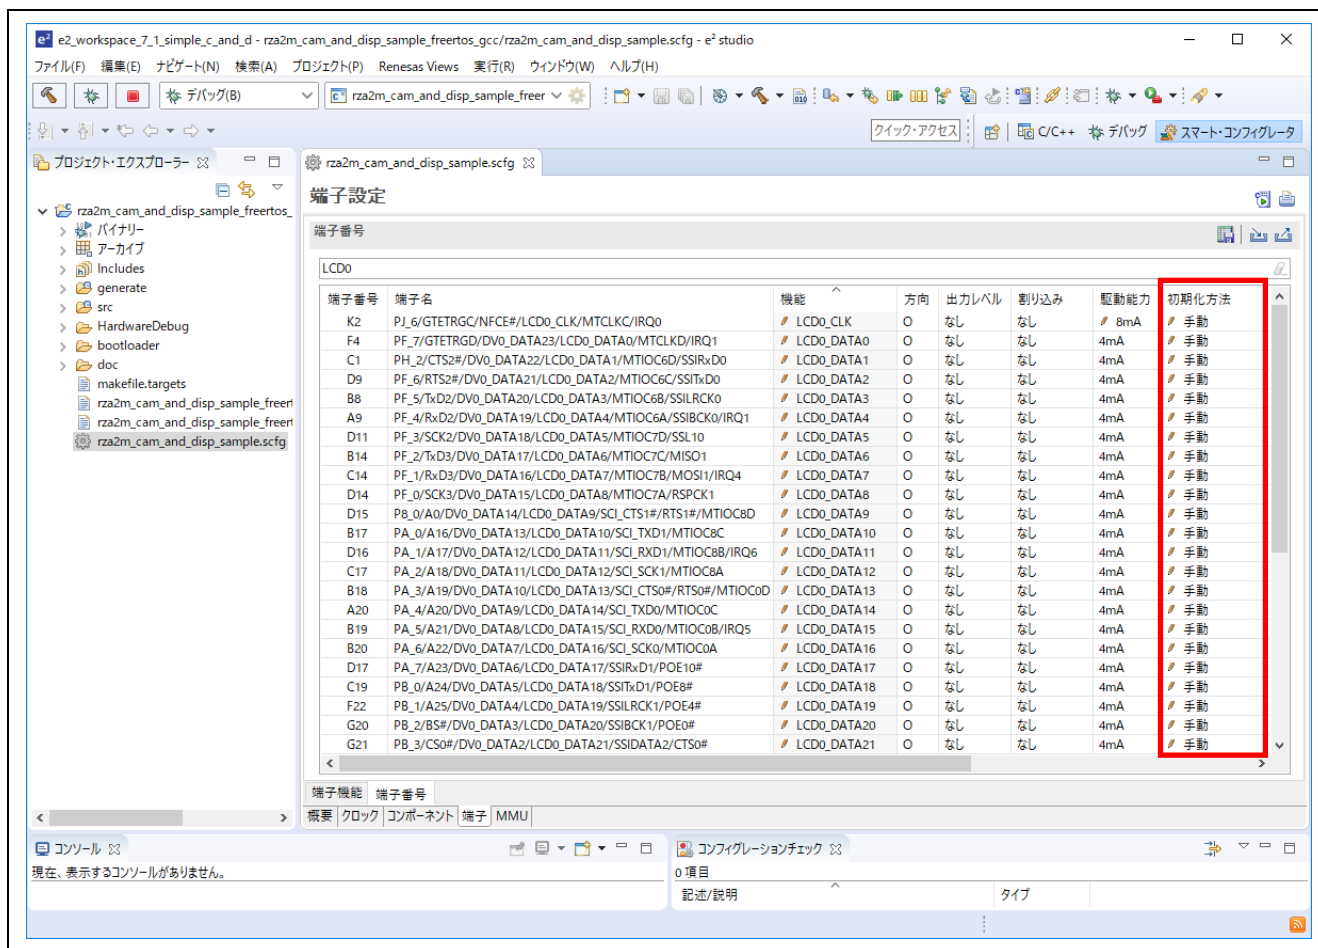 e2_workspace_7_1_simple_c_and_d - rza2m_cam_and_disp_sample_freertos_gcc/rza2m_cam_and_disp_sample.scfg - e² studio
ファイル(F) 編集(E) ナビゲート(N) 検索(A) プロジェクト(P) Renesas Views 実行(R) ウィンドウ(W) ヘルプ(H)
デバッグ(B) rza2m_cam_and_disp_sample_freer
クイック・アクセス C/C++ デバッグ スマート・コンフィグレータ
プロジェクト・エクスプローラー
rza2m_cam_and_disp_sample_freertos_
バイナリー
アーカイブ
Includes
generate
src
HardwareDebug
bootloader
doc
makefile.targets
rza2m_cam_and_disp_sample_freert
rza2m_cam_and_disp_sample_freert
rza2m_cam_and_disp_sample.scfg
rza2m_cam_and_disp_sample.scfg
端子設定
端子番号
LCD0
端子番号 端子名 機能 方向 出力レベル 割り込み 駆動能力 初期化方法
K2 PJ_6/GTETRGC/NFCE#/LCD0_CLK/MTCLKC/IRQ0 LCD0_CLK O なし なし 8mA 手動
F4 PF_7/GTETRGD/DV0_DATA23/LCD0_DATA0/MTCLKD/IRQ1 LCD0_DATA0 O なし なし 4mA 手動
C1 PH_2/CTS2#/DV0_DATA22/LCD0_DATA1/MTIOC6D/SSIRxD0 LCD0_DATA1 O なし なし 4mA 手動
D9 PF_6/RTS2#/DV0_DATA21/LCD0_DATA2/MTIOC6C/SSITxD0 LCD0_DATA2 O なし なし 4mA 手動
B8 PF_5/TxD2/DV0_DATA20/LCD0_DATA3/MTIOC6B/SSILRCK0 LCD0_DATA3 O なし なし 4mA 手動
A9 PF_4/RxD2/DV0_DATA19/LCD0_DATA4/MTIOC6A/SSIBCK0/IRQ1 LCD0_DATA4 O なし なし 4mA 手動
D11 PF_3/SCK2/DV0_DATA18/LCD0_DATA5/MTIOC7D/SSL10 LCD0_DATA5 O なし なし 4mA 手動
B14 PF_2/TxD3/DV0_DATA17/LCD0_DATA6/MTIOC7C/MISO1 LCD0_DATA6 O なし なし 4mA 手動
C14 PF_1/RxD3/DV0_DATA16/LCD0_DATA7/MTIOC7B/MOSI1/IRQ4 LCD0_DATA7 O なし なし 4mA 手動
D14 PF_0/SCK3/DV0_DATA15/LCD0_DATA8/MTIOC7A/RSPCK1 LCD0_DATA8 O なし なし 4mA 手動
D15 P8_0/A0/DV0_DATA14/LCD0_DATA9/SCI_CTS1#/RTS1#/MTIOC8D LCD0_DATA9 O なし なし 4mA 手動
B17 PA_0/A16/DV0_DATA13/LCD0_DATA10/SCI_TXD1/MTIOC8C LCD0_DATA10 O なし なし 4mA 手動
D16 PA_1/A17/DV0_DATA12/LCD0_DATA11/SCI_RXD1/MTIOC8B/IRQ6 LCD0_DATA11 O なし なし 4mA 手動
C17 PA_2/A18/DV0_DATA11/LCD0_DATA12/SCI_SCK1/MTIOC8A LCD0_DATA12 O なし なし 4mA 手動
B18 PA_3/A19/DV0_DATA10/LCD0_DATA13/SCI_CTS0#/RTS0#/MTIOC0D LCD0_DATA13 O なし なし 4mA 手動
A20 PA_4/A20/DV0_DATA9/LCD0_DATA14/SCI_TXD0/MTIOC0C LCD0_DATA14 O なし なし 4mA 手動
B19 PA_5/A21/DV0_DATA8/LCD0_DATA15/SCI_RXD0/MTIOC0B/IRQ5 LCD0_DATA15 O なし なし 4mA 手動
B20 PA_6/A22/DV0_DATA7/LCD0_DATA16/SCI_SCK0/MTIOC0A LCD0_DATA16 O なし なし 4mA 手動
D17 PA_7/A23/DV0_DATA6/LCD0_DATA17/SSIRxD1/POE10# LCD0_DATA17 O なし なし 4mA 手動
C19 PB_0/A24/DV0_DATA5/LCD0_DATA18/SSITxD1/POE8# LCD0_DATA18 O なし なし 4mA 手動
F22 PB_1/A25/DV0_DATA4/LCD0_DATA19/SSILRCK1/POE4# LCD0_DATA19 O なし なし 4mA 手動
G20 PB_2/BS#/DV0_DATA3/LCD0_DATA20/SSIBCK1/POE0# LCD0_DATA20 O なし なし 4mA 手動
G21 PB_3/CS0#/DV0_DATA2/LCD0_DATA21/SSIDATA2/CTS0# LCD0_DATA21 O なし なし 4mA 手動
端子機能 端子番号
概要 クロック コンポーネント 端子 MMU
コンソール
現在、表示するコンソールがありません。
コンフィグレーションチェック
0 項目
記述/説明 タイプ